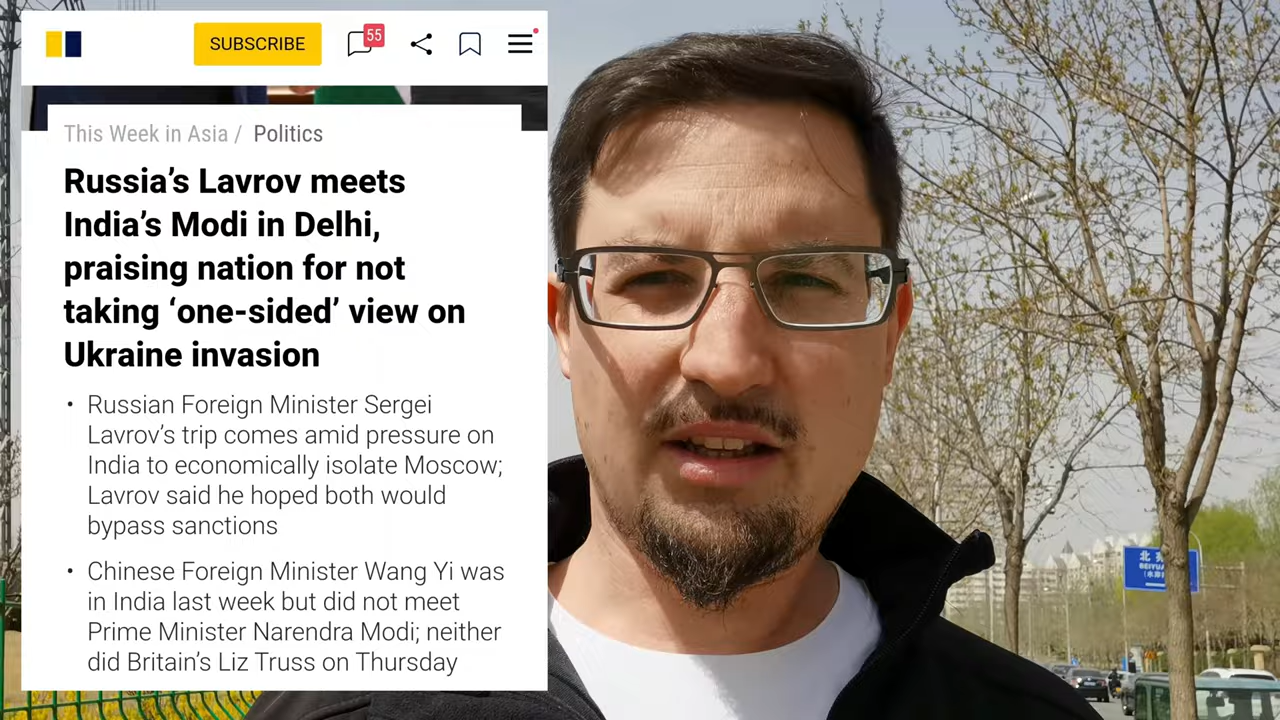 SUBSCRIBE
55
This Week in Asia / Politics
Russia's Lavrov meets
India's Modi in Delhi,
praising nation for not
taking ‘one-sided’ view on
Ukraine invasion
• Russian Foreign Minister Sergei
Lavrov's trip comes amid pressure on
India to economically isolate Moscow;
Lavrov said he hoped both would
bypass sanctions
• Chinese Foreign Minister Wang Yi was
in India last week but did not meet
Prime Minister Narendra Modi; neither
did Britain's Liz Truss on Thursday
北
BEIYUA